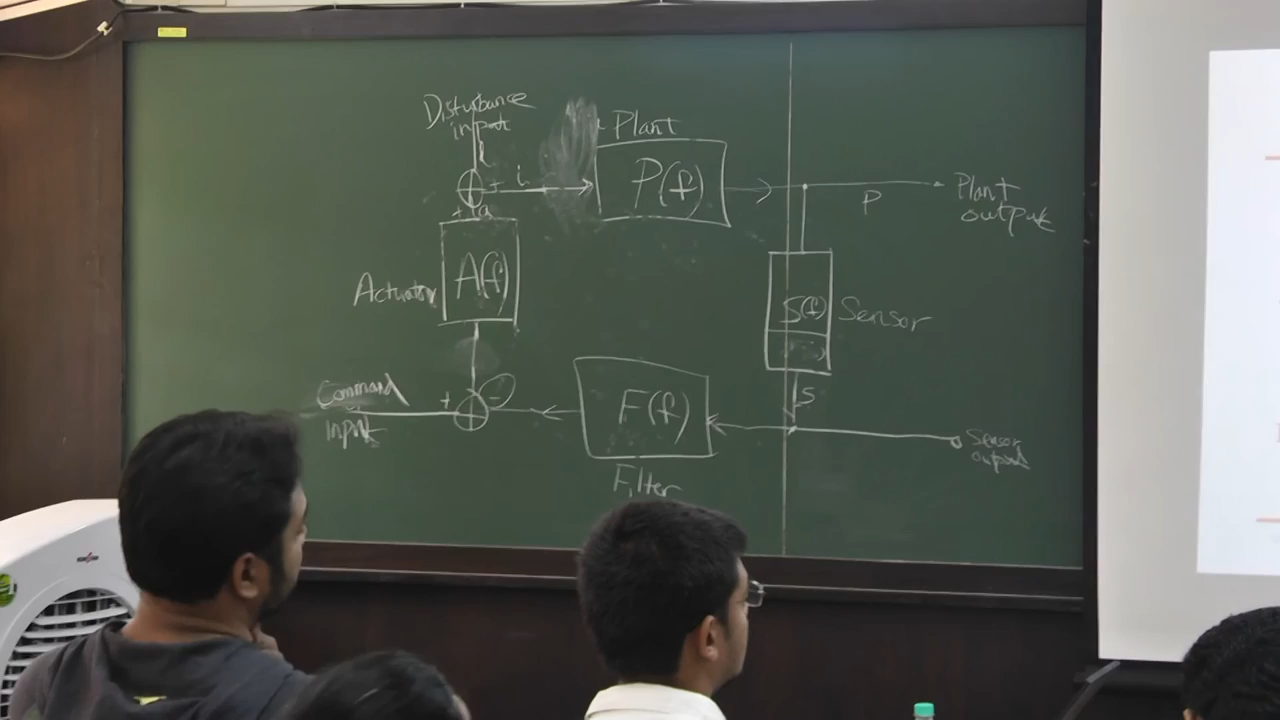 Disturbance
input
Plant
+ i
P(f)
Plant
output
P
+ a
A(f)
Actuator
S(f) Sensor
S
Command
Input
+
-
F(f)
Filter
Sensor
output